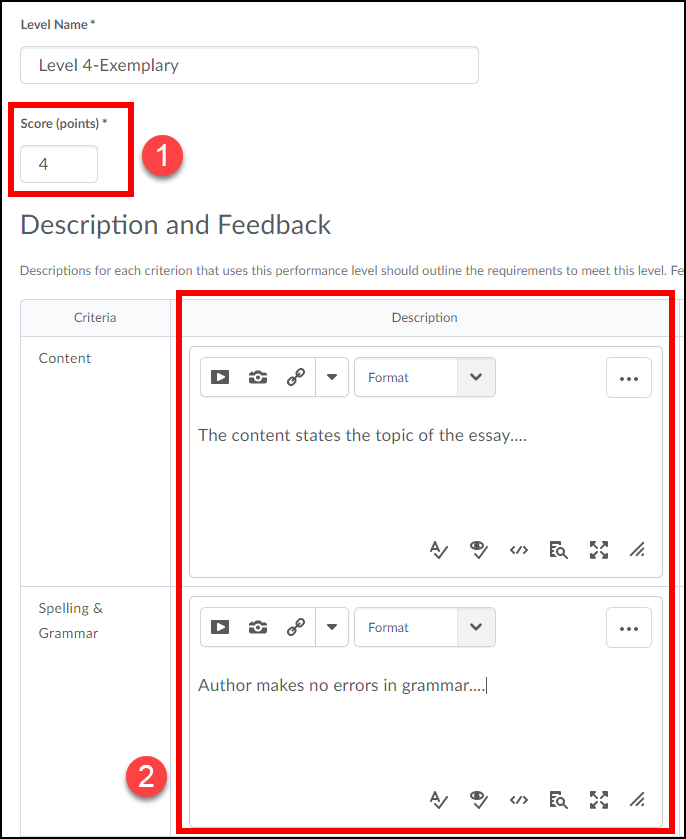 Level Name *
Level 4-Exemplary
Score (points) *
4
1
Description and Feedback
Descriptions for each criterion that uses this performance level should outline the requirements to meet this level. Fe
Criteria
Description
Content
Format
The content states the topic of the essay....
Spelling &
Grammar
Format
Author makes no errors in grammar....
2